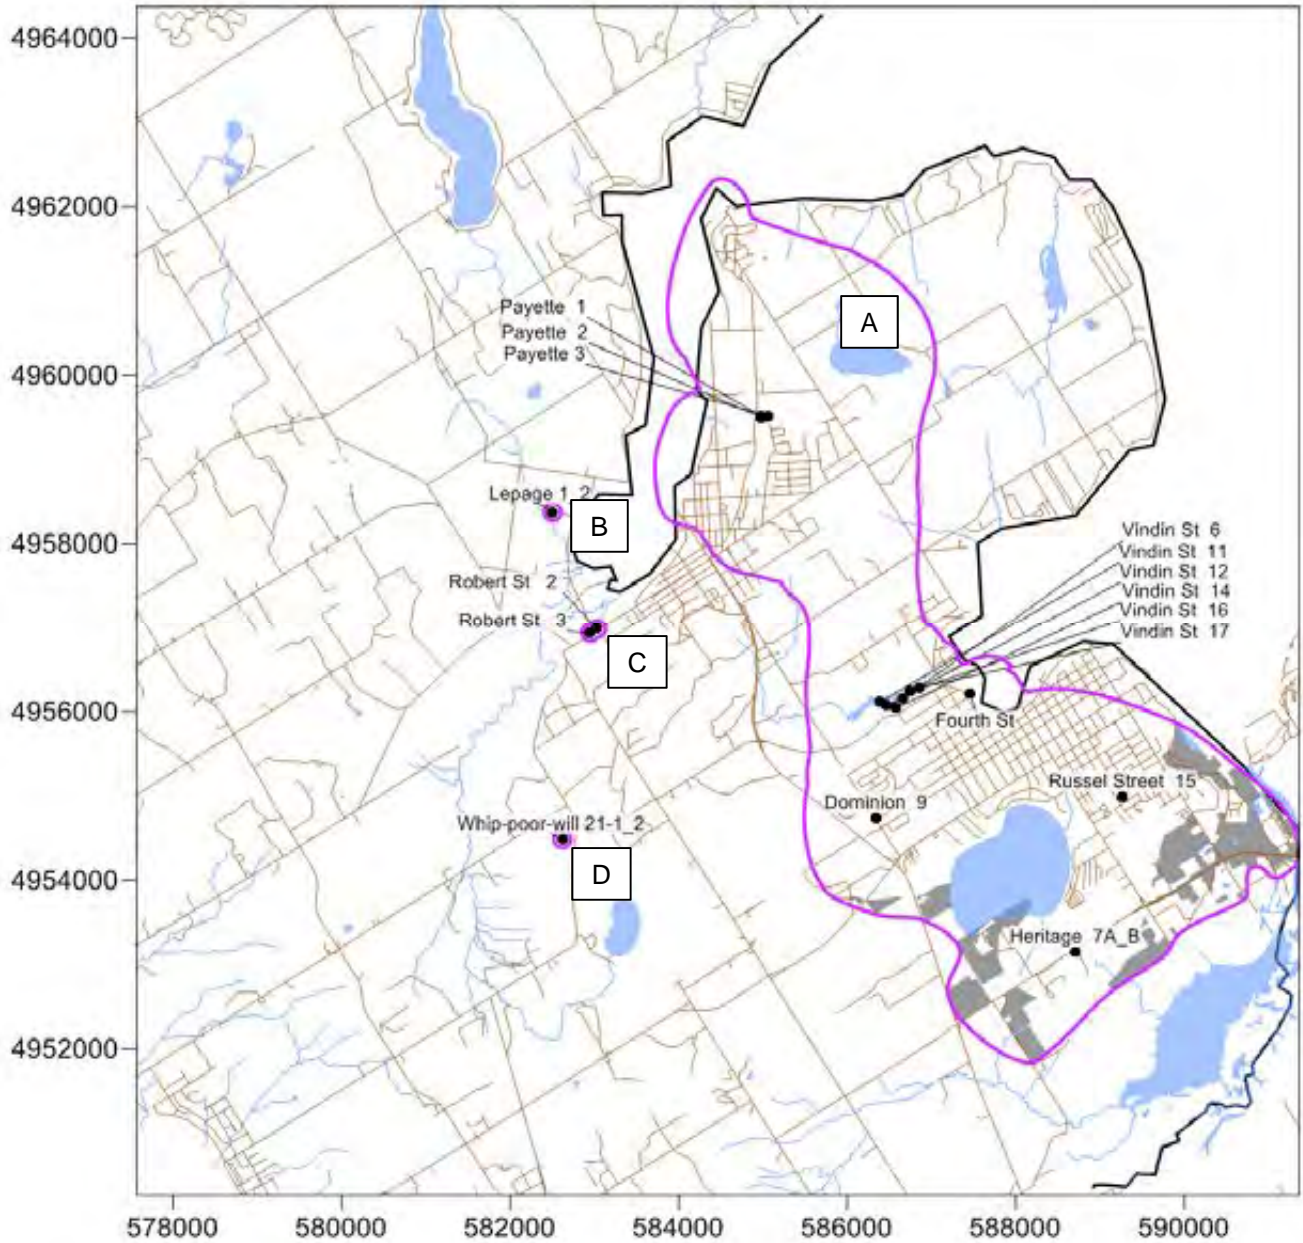 4964000
4962000
Payette 1
A
Payette 2
Payette 3
4960000
Lepage 1_2
B
4958000
Vindin St 6
Vindin St 11
Vindin St 12
Vindin St 14
Vindin St 16
Vindin St 17
Robert St 2
Robert St 3
C
4956000
Fourth St
Russel Street 15
Dominion 9
Whip-poor-will 21-1_2
D
4954000
Heritage 7A_B
4952000
578000 580000 582000 584000 586000 588000 590000